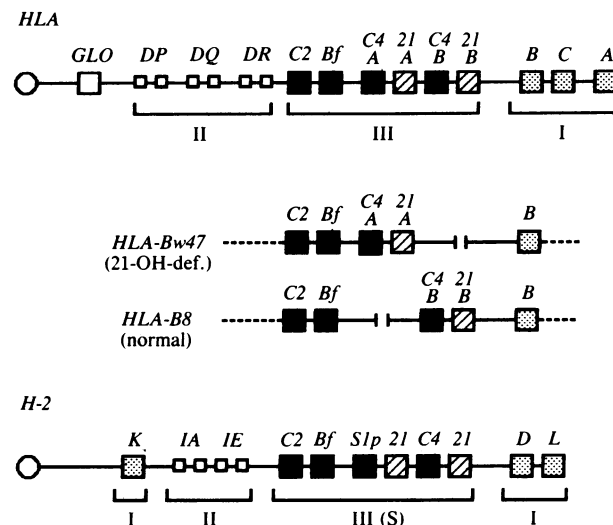 HLA
GLO DP DQ DR C2 Bf C4 A 21 A C4 B 21 B B C A
II III I
C2 Bf C4 A 21 A B
HLA-Bw47
(21-OH-def.)
C2 Bf C4 B 21 B B
HLA-B8
(normal)
H-2
K IA IE C2 Bf Slp 21 C4 21 D L
I II III (S) I